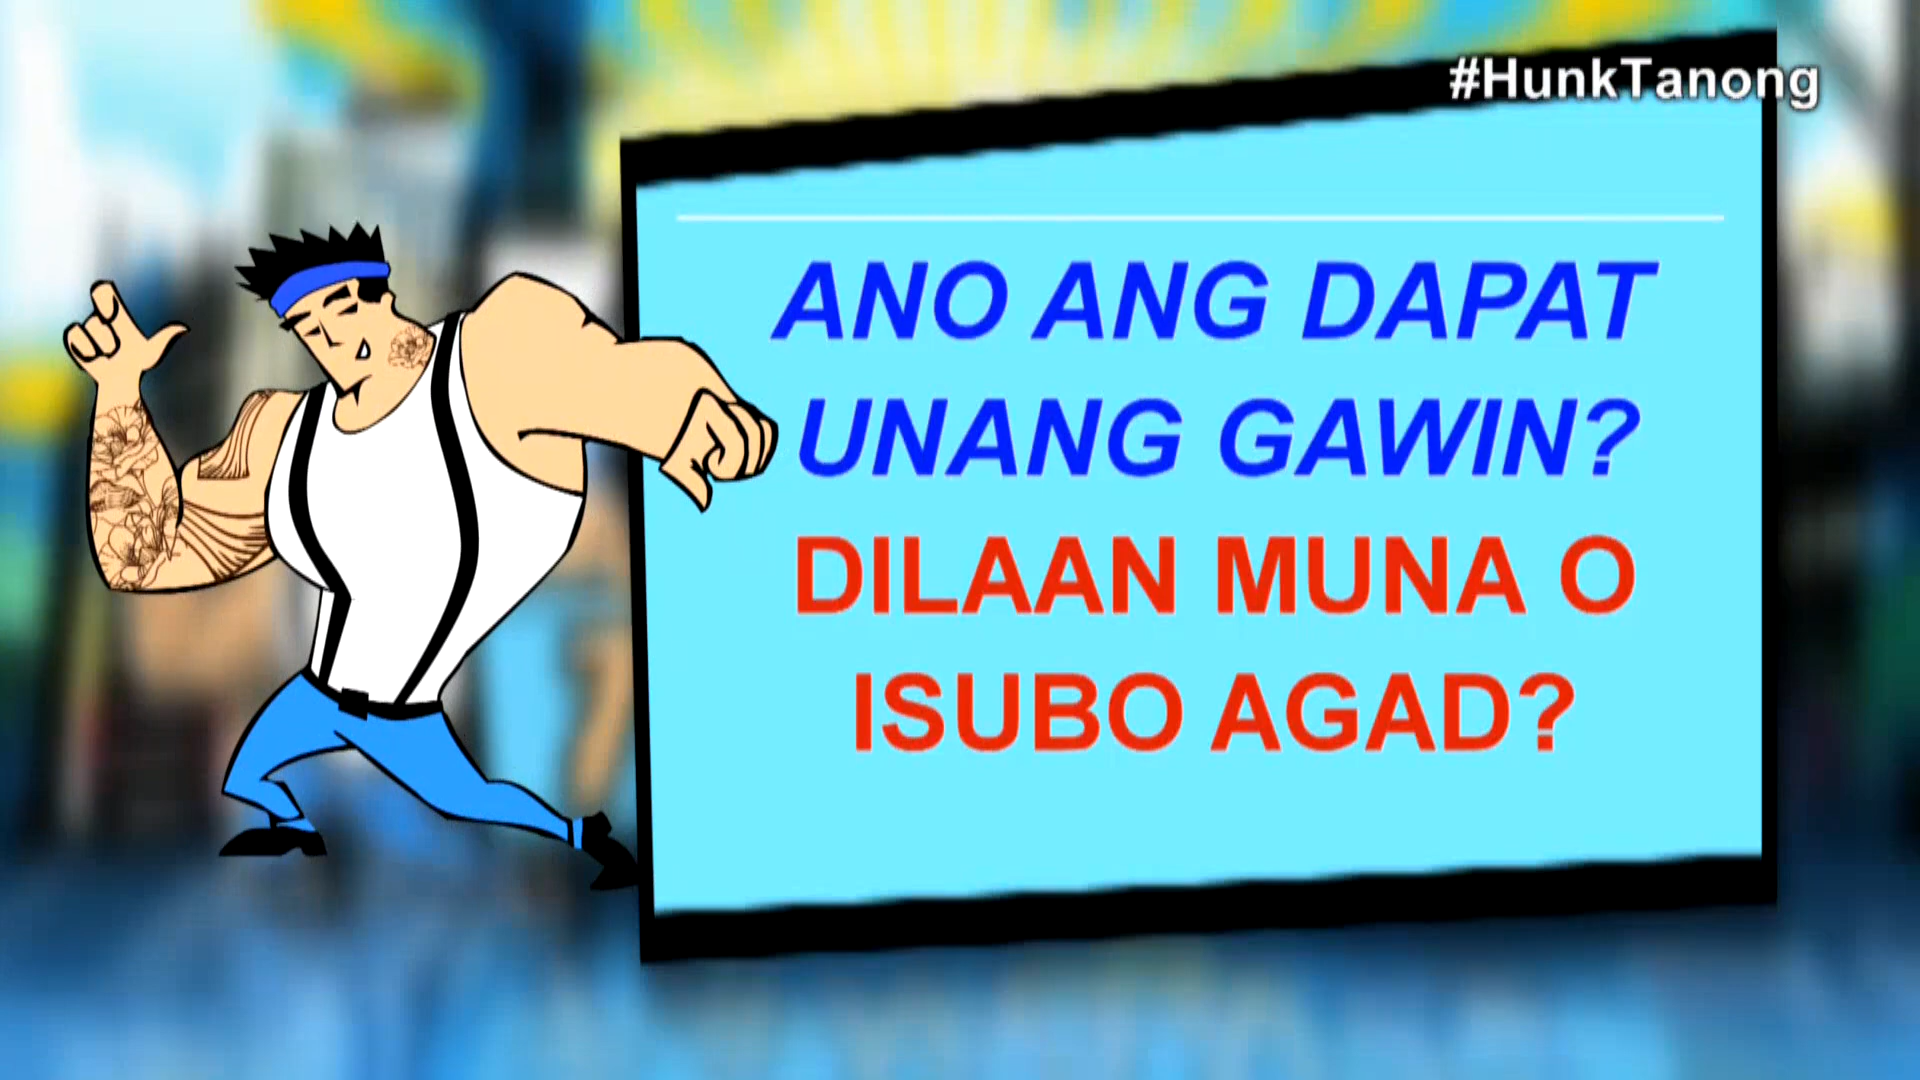 #HunkTanong
ANO ANG DAPAT
UNANG GAWIN?
DILAAN MUNA O
ISUBO AGAD?